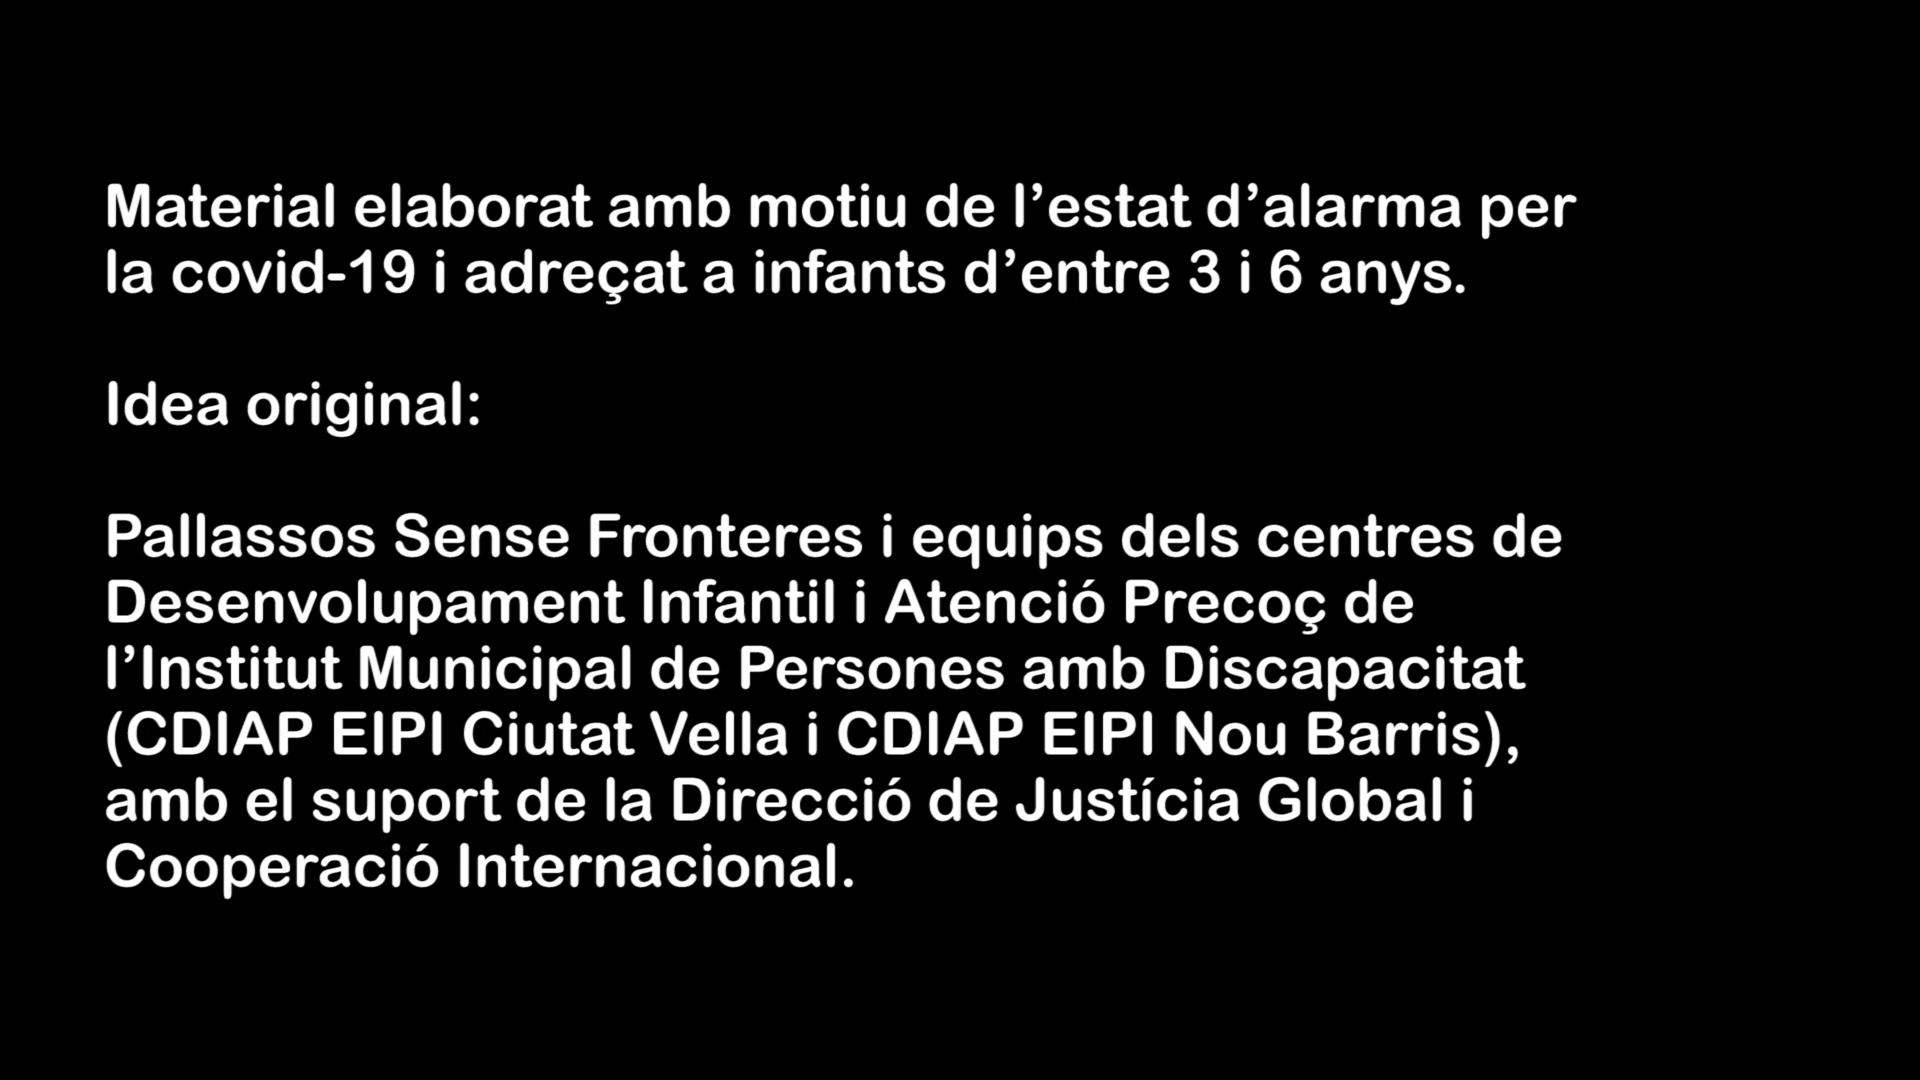 Material elaborat amb motiu de l’estat d’alarma per
la covid-19 i adreçat a infants d’entre 3 i 6 anys.
Idea original:
Pallassos Sense Fronteres i equips dels centres de
Desenvolupament Infantil i Atenció Precoç de
l’Institut Municipal de Persones amb Discapacitat
(CDIAP EIPI Ciutat Vella i CDIAP EIPI Nou Barris),
amb el suport de la Direcció de Justícia Global i
Cooperació Internacional.